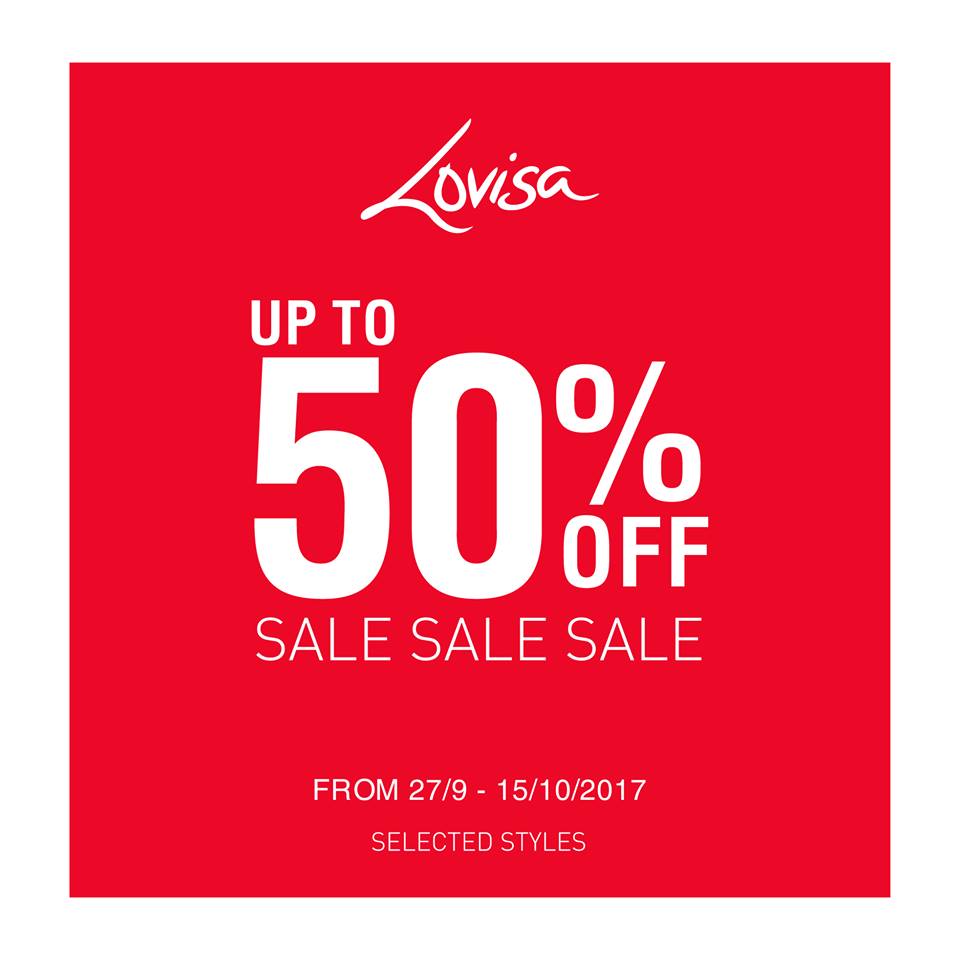 Lovisa
UP TO
50%
OFF
SALE SALE SALE
FROM 27/9 - 15/10/2017
SELECTED STYLES